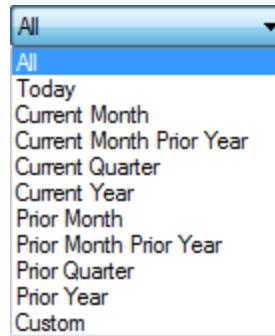 All
All
Today
Current Month
Current Month Prior Year
Current Quarter
Current Year
Prior Month
Prior Month Prior Year
Prior Quarter
Prior Year
Custom